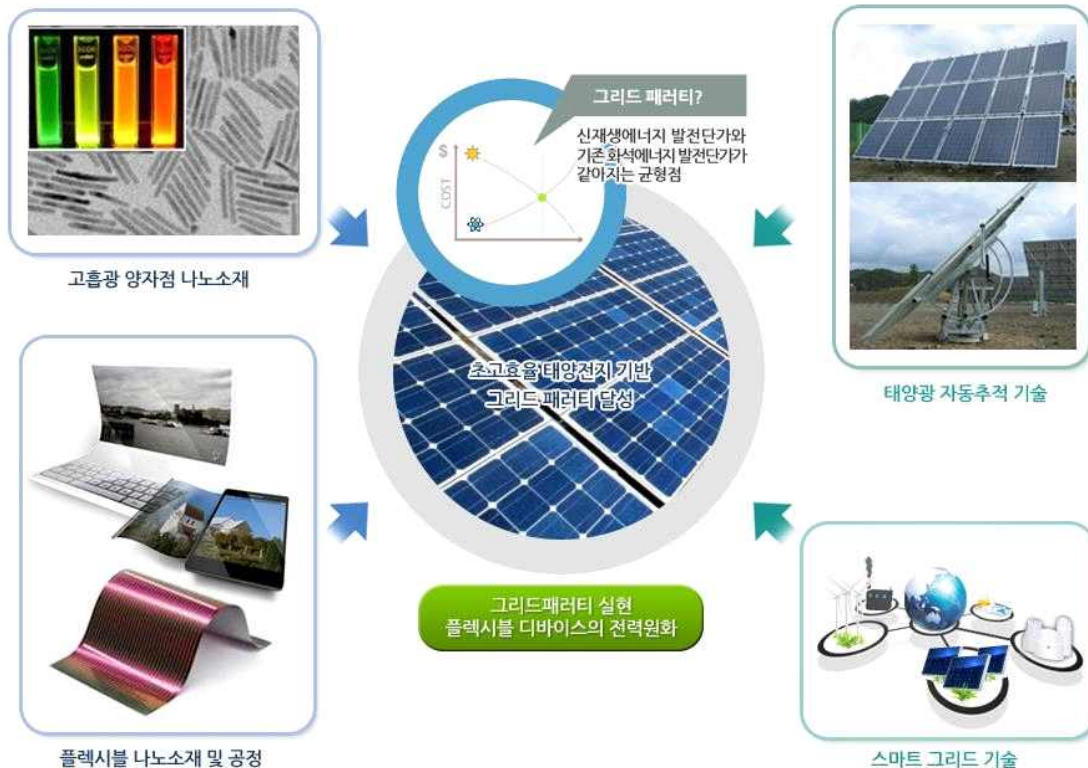 그리드 패러티?
신재생에너지 발전단가와
기존 화석에너지 발전단가가
같아지는 균형점
$
COST
고흡광 양자점 나노소재
태양광 자동추적 기술
초고효율 태양전지 기반
그리드 패러티 달성
그리드패러티 실현
플렉시블 디바이스의 전력원화
플렉시블 나노소재 및 공정
스마트 그리드 기술